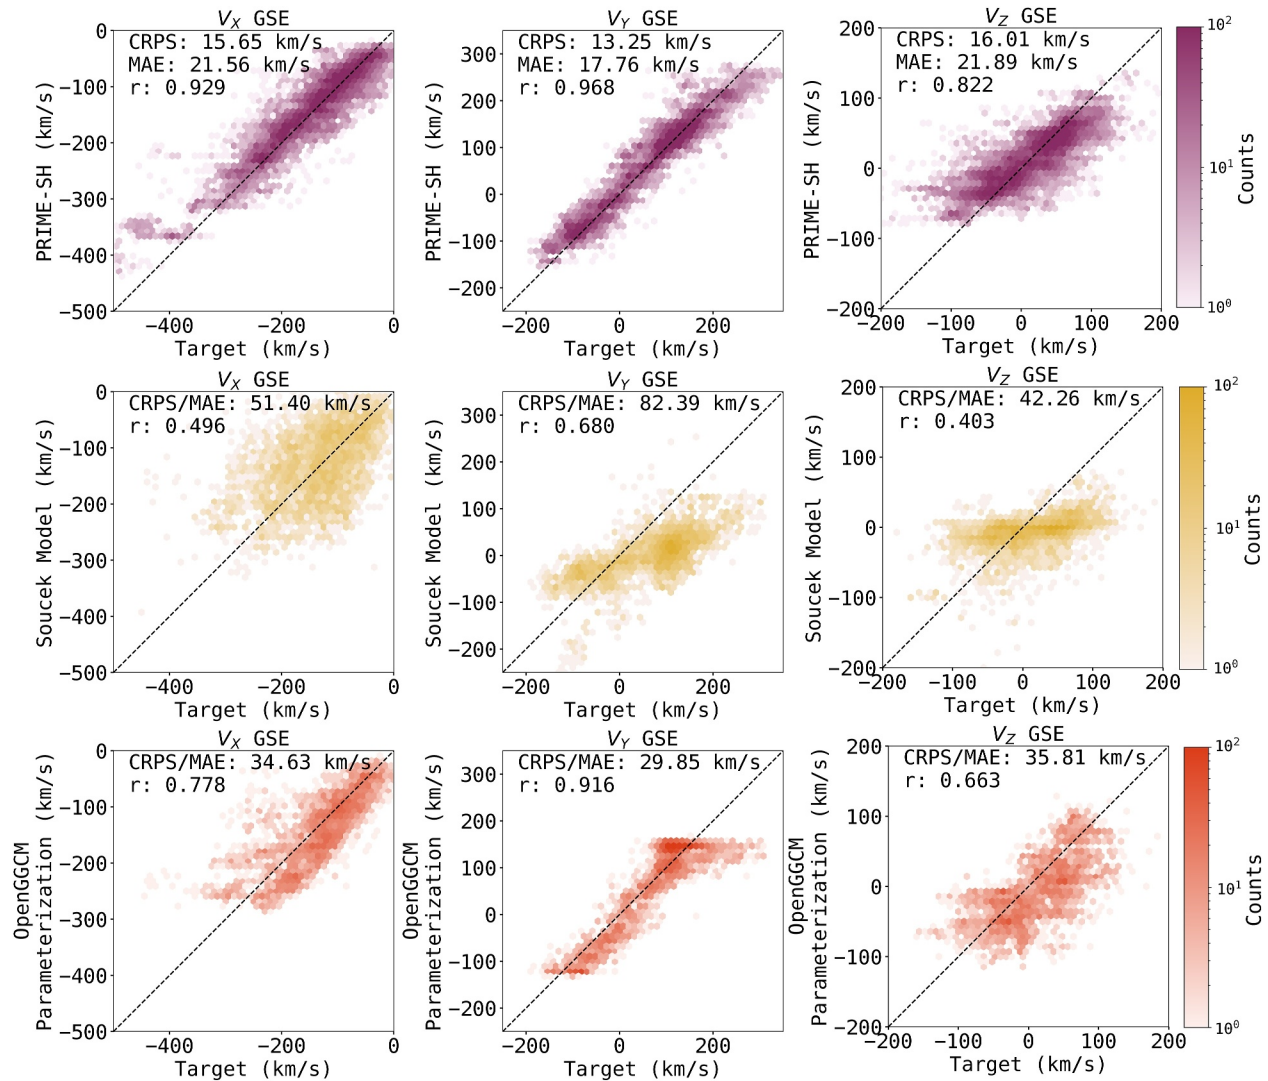 V_X GSE
CRPS: 15.65 km/s
MAE: 21.56 km/s
r: 0.929
PRIME-SH (km/s)
0
−100
−200
−300
−400
−500
−400
−200
0
Target (km/s)
V_Y GSE
CRPS: 13.25 km/s
MAE: 17.76 km/s
r: 0.968
PRIME-SH (km/s)
300
200
100
0
−100
−200
−200
0
200
Target (km/s)
V_Z GSE
CRPS: 16.01 km/s
MAE: 21.89 km/s
r: 0.822
PRIME-SH (km/s)
200
100
0
−100
−200
−200
−100
0
100
200
Target (km/s)
10^2
10^1
10^0
Counts
V_X GSE
CRPS/MAE: 51.40 km/s
r: 0.496
Soucek Model (km/s)
0
−100
−200
−300
−400
−500
−400
−200
0
Target (km/s)
V_Y GSE
CRPS/MAE: 82.39 km/s
r: 0.680
Soucek Model (km/s)
300
200
100
0
−100
−200
−200
0
200
Target (km/s)
V_Z GSE
CRPS/MAE: 42.26 km/s
r: 0.403
Soucek Model (km/s)
200
100
0
−100
−200
−200
−100
0
100
200
Target (km/s)
10^2
10^1
10^0
Counts
V_X GSE
CRPS/MAE: 34.63 km/s
r: 0.778
OpenGGCM
Parameterization (km/s)
0
−100
−200
−300
−400
−500
−400
−200
0
Target (km/s)
V_Y GSE
CRPS/MAE: 29.85 km/s
r: 0.916
OpenGGCM
Parameterization (km/s)
300
200
100
0
−100
−200
−200
0
200
Target (km/s)
V_Z GSE
CRPS/MAE: 35.81 km/s
r: 0.663
OpenGGCM
Parameterization (km/s)
200
100
0
−100
−200
−200
−100
0
100
200
Target (km/s)
10^2
10^1
10^0
Counts